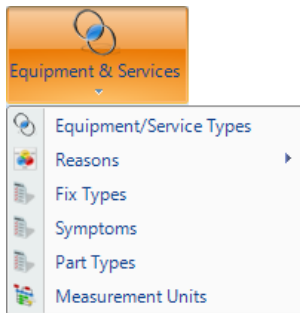 Equipment & Services
Equipment/Service Types
Reasons
Fix Types
Symptoms
Part Types
Measurement Units